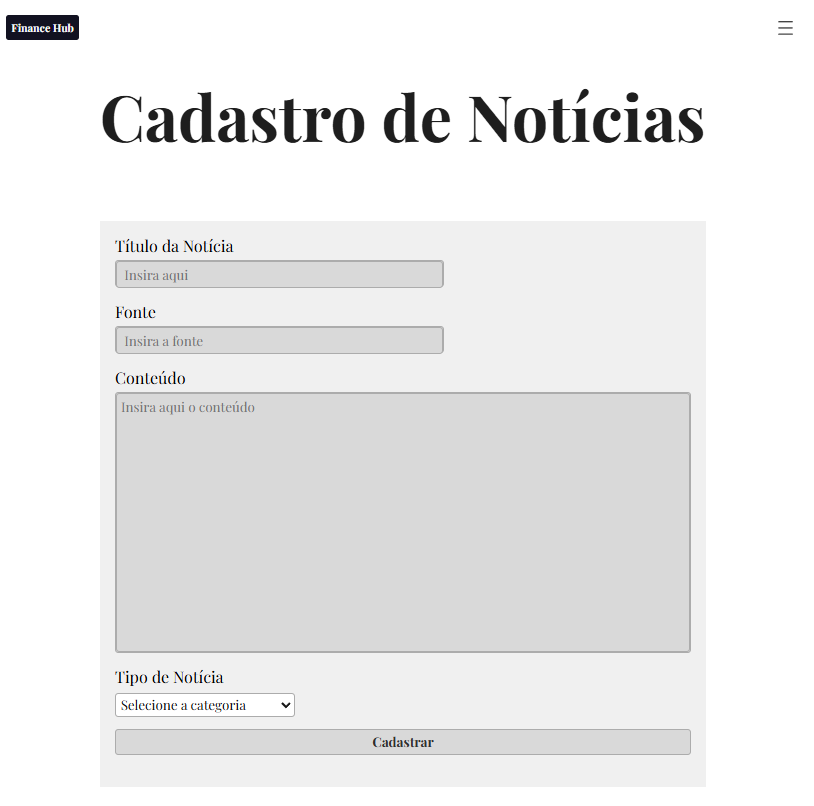 Finance Hub
Cadastro de Notícias
Título da Notícia
Insira aqui
Fonte
Insira a fonte
Conteúdo
Insira aqui o conteúdo
Tipo de Notícia
Selecione a categoria
Cadastrar